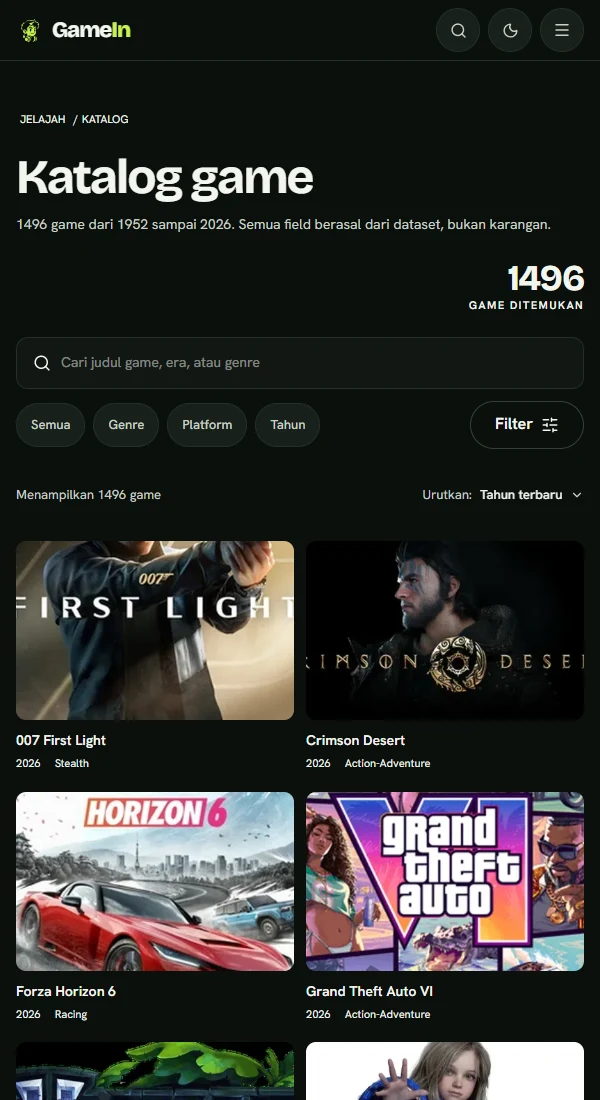 GameIn
JELAJAH / KATALOG
Katalog game
1496 game dari 1952 sampai 2026. Semua field berasal dari dataset, bukan karangan.
1496
GAME DITEMUKAN
Cari judul game, era, atau genre
Semua Genre Platform Tahun Filter
Menampilkan 1496 game
Urutkan: Tahun terbaru
007
FIRST LIGHT
RIMSON DESER
007 First Light
2026 Stealth
Crimson Desert
2026 Action-Adventure
HORIZON 6
VI
grand
theft
auto
Forza Horizon 6
2026 Racing
Grand Theft Auto VI
2026 Action-Adventure